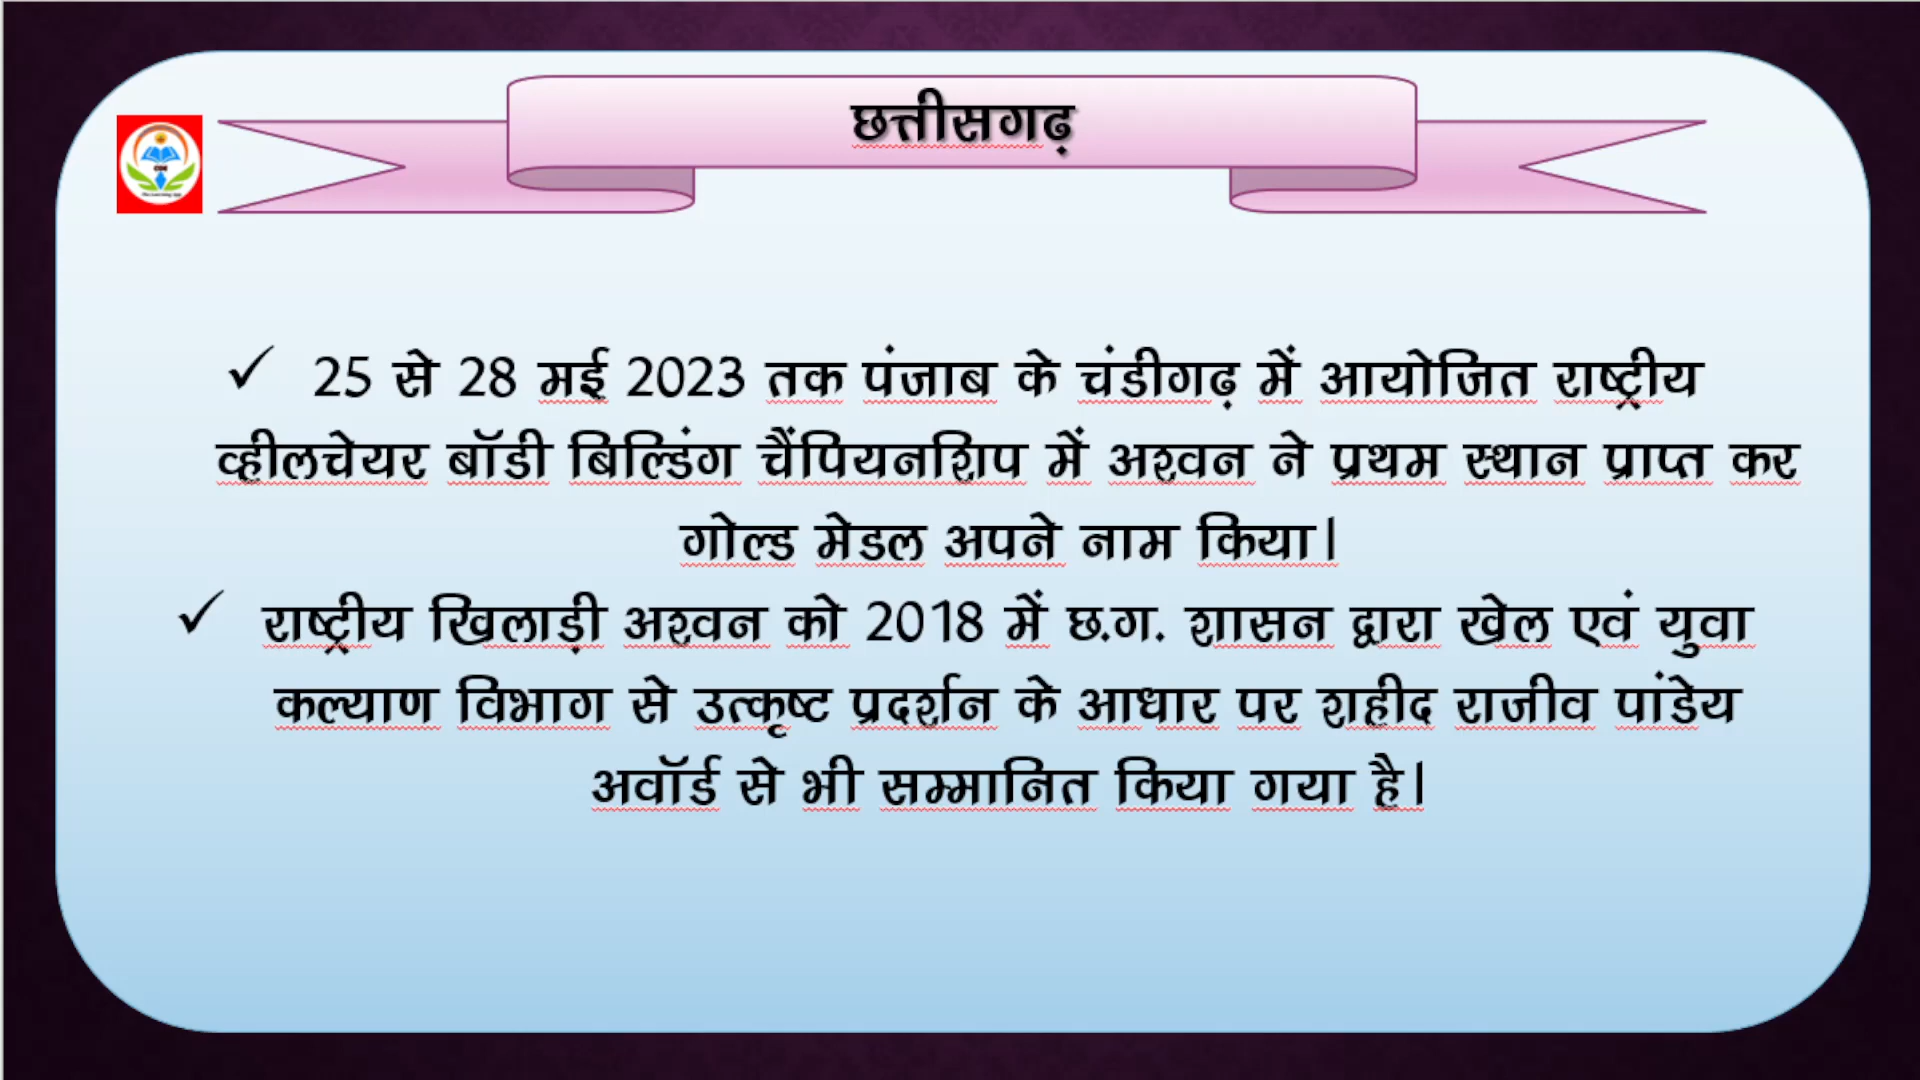 छत्तीसगढ़
✓ 25 से 28 मई 2023 तक पंजाब के चंडीगढ़ में आयोजित राष्ट्रीय
व्हीलचेयर बॉडी बिल्डिंग चैंपियनशिप में अश्वन ने प्रथम स्थान प्राप्त कर
गोल्ड मेडल अपने नाम किया।
✓ राष्ट्रीय खिलाड़ी अश्वन को 2018 में छ.ग. शासन द्वारा खेल एवं युवा
कल्याण विभाग से उत्कृष्ट प्रदर्शन के आधार पर शहीद राजीव पांडेय
अवॉर्ड से भी सम्मानित किया गया है।